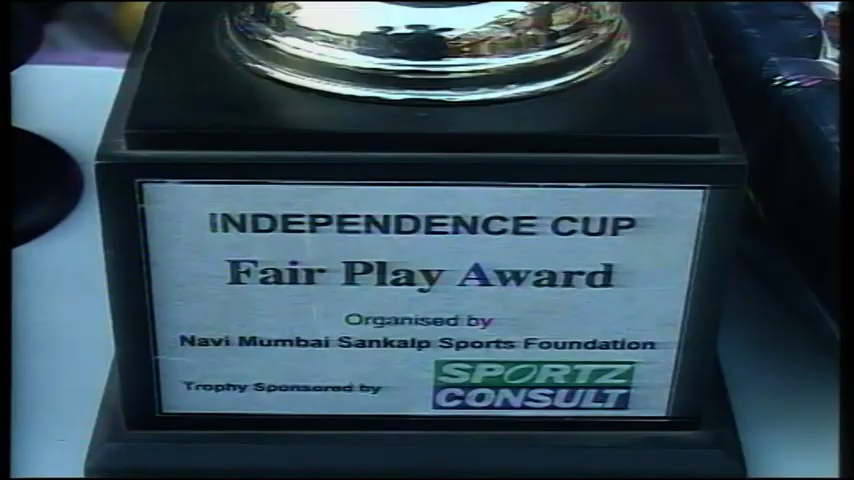 INDEPENDENCE CUP
Fair Play Award
Organised by
Navi Mumbai Sankalp Sports Foundation
Trophy Sponsored by
SPORTZ
CONSULT